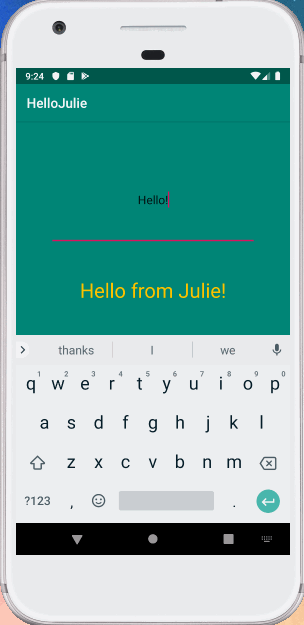 9:24
HelloJulie
Hello!
Hello from Julie!
thanks I we
1 2 3 4 5 6 7 8 9 0
q w e r t y u i o p
a s d f g h j k l
z x c v b n m
?123 , .